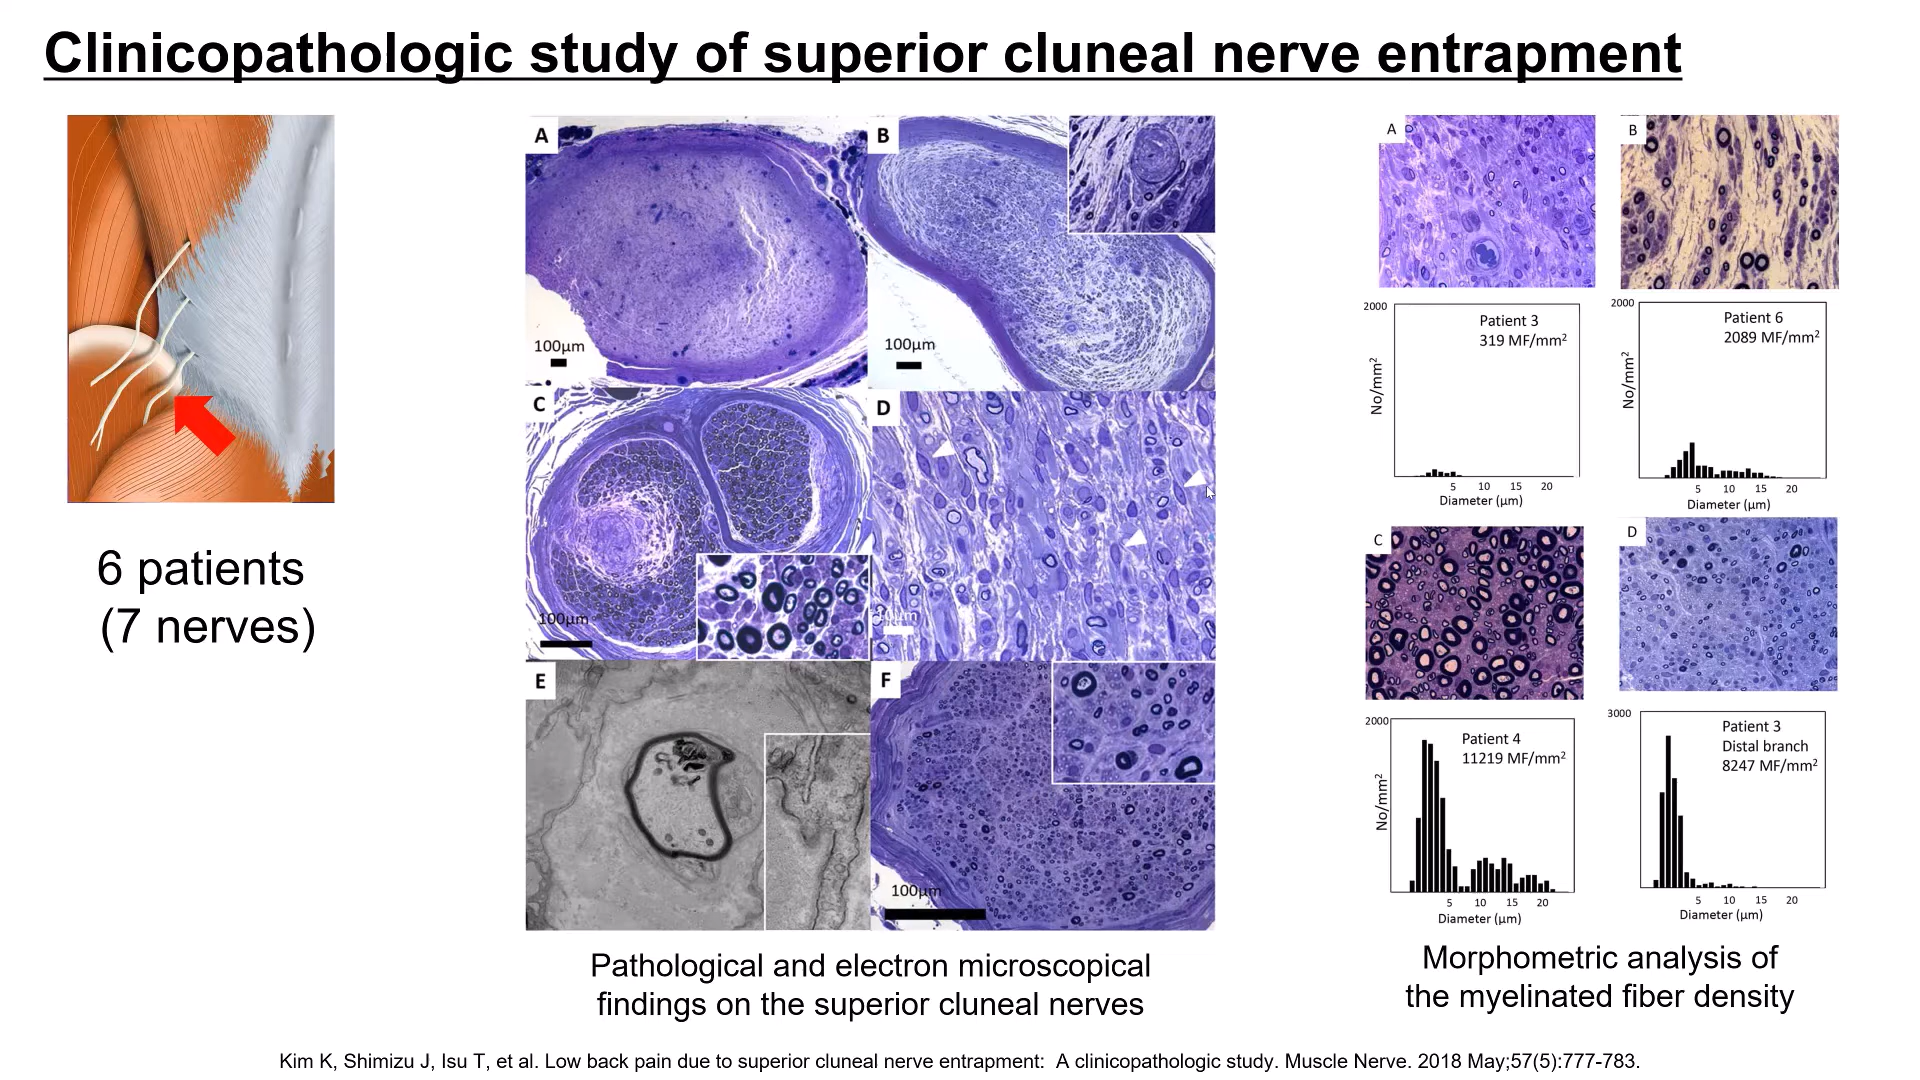 Clinicopathologic study of superior cluneal nerve entrapment
6 patients
(7 nerves)
A
B
100μm
100μm
C
D
100μm
E
F
100μm
Pathological and electron microscopical
findings on the superior cluneal nerves
A
B
2000
Patient 3
319 MF/mm²
No/mm²
5 10 15 20
Diameter (μm)
2000
Patient 6
2089 MF/mm²
No/mm²
5 10 15 20
Diameter (μm)
C
D
2000
Patient 4
11219 MF/mm²
No/mm²
5 10 15 20
Diameter (μm)
3000
Patient 3
Distal branch
8247 MF/mm²
5 10 15 20
Diameter (μm)
Morphometric analysis of
the myelinated fiber density
Kim K, Shimizu J, Isu T, et al. Low back pain due to superior cluneal nerve entrapment: A clinicopathologic study. Muscle Nerve. 2018 May;57(5):777-783.